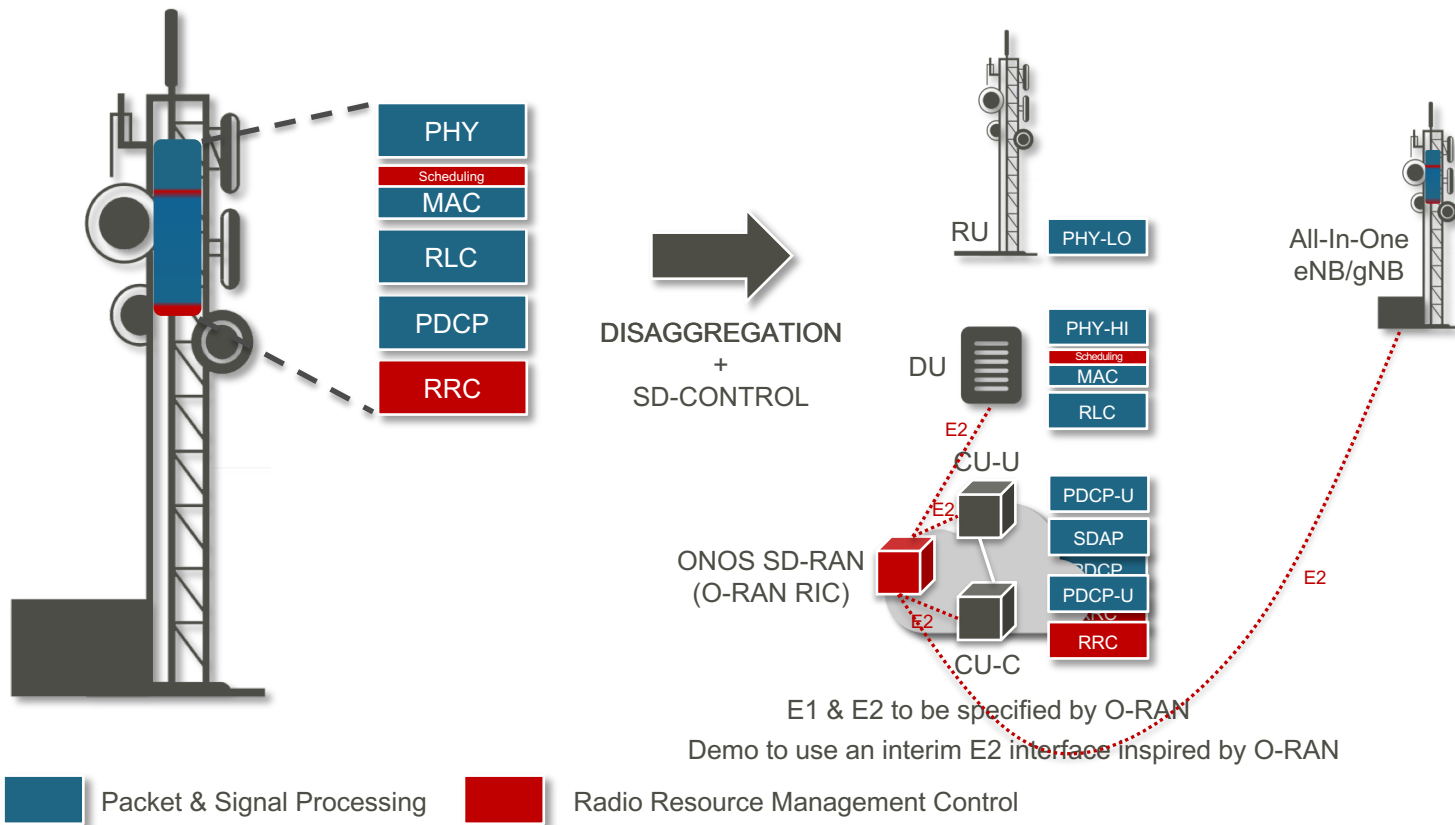 PHY
Scheduling
MAC
RLC
PDCP
RRC
DISAGGREGATION
+
SD-CONTROL
RU
PHY-LO
All-In-One
eNB/gNB
DU
PHY-HI
Scheduling
MAC
RLC
E2
CU-U
E2
PDCP-U
SDAP
PDCP
ONOS SD-RAN
(O-RAN RIC)
PDCP-U
RRC
E2
RRC
CU-C
E2
E1 & E2 to be specified by O-RAN
Demo to use an interim E2 interface inspired by O-RAN
Packet & Signal Processing
Radio Resource Management Control